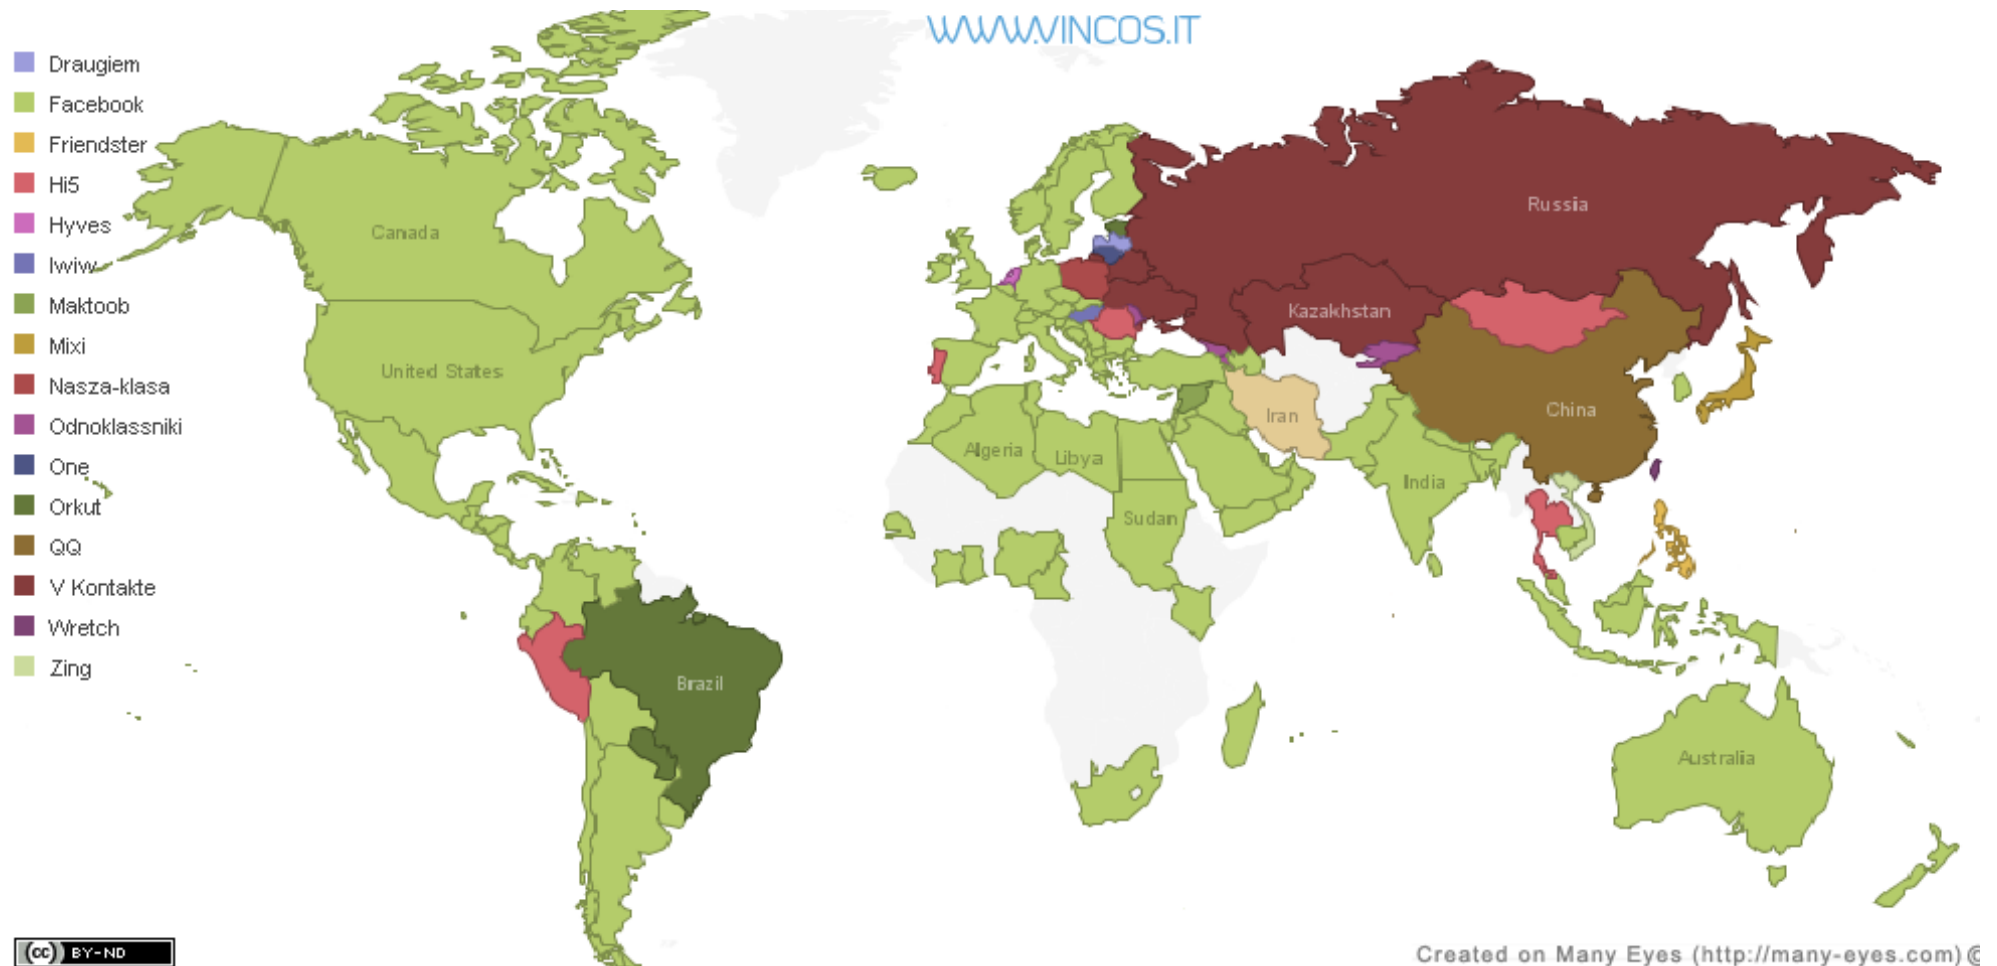 WWW.VINCOS.IT
Draugiem
Facebook
Friendster
Hi5
Hyves
Iwiw
Maktoob
Mixi
Nasza-klasa
Odnoklassniki
One
Orkut
QQ
V Kontakte
Wretch
Zing
Canada
United States
Brazil
Russia
Kazakhstan
China
Iran
India
Algeria
Libya
Sudan
Australia
cc BY-ND
Created on Many Eyes (http://many-eyes.com) ©